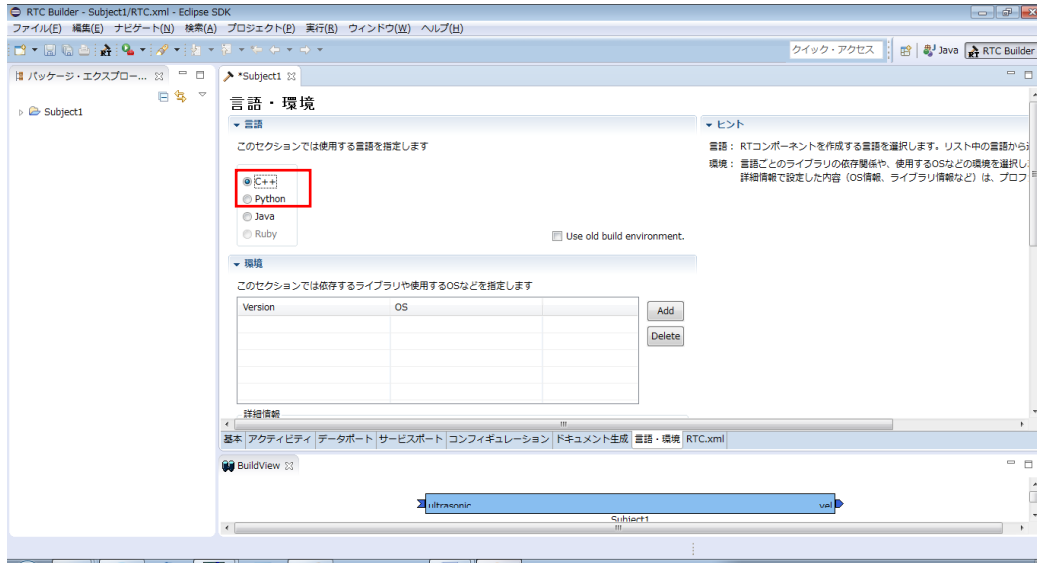 RTC Builder - Subject1/RTC.xml - Eclipse SDK
ファイル(F) 編集(E) ナビゲート(N) 検索(A) プロジェクト(P) 実行(R) ウィンドウ(W) ヘルプ(H)
クイック・アクセス Java RTC Builder
パッケージ・エクスプロー... *Subject1
Subject1
言語・環境
言語
このセクションでは使用する言語を指定します
C++
Python
Java
Ruby
Use old build environment.
ヒント
言語： RTコンポーネントを作成する言語を選択します。リスト中の言語から
環境： 言語ごとのライブラリの依存関係や、使用するOSなどの環境を選択し
詳細情報で設定した内容（OS情報、ライブラリ情報など）は、プロフ
環境
このセクションでは依存するライブラリや使用するOSなどを指定します
Version OS
Add
Delete
詳細情報
基本 アクティビティ データポート サービスポート コンフィギュレーション ドキュメント生成 言語・環境 RTC.xml
BuildView
ultrasonic vel
Subject1